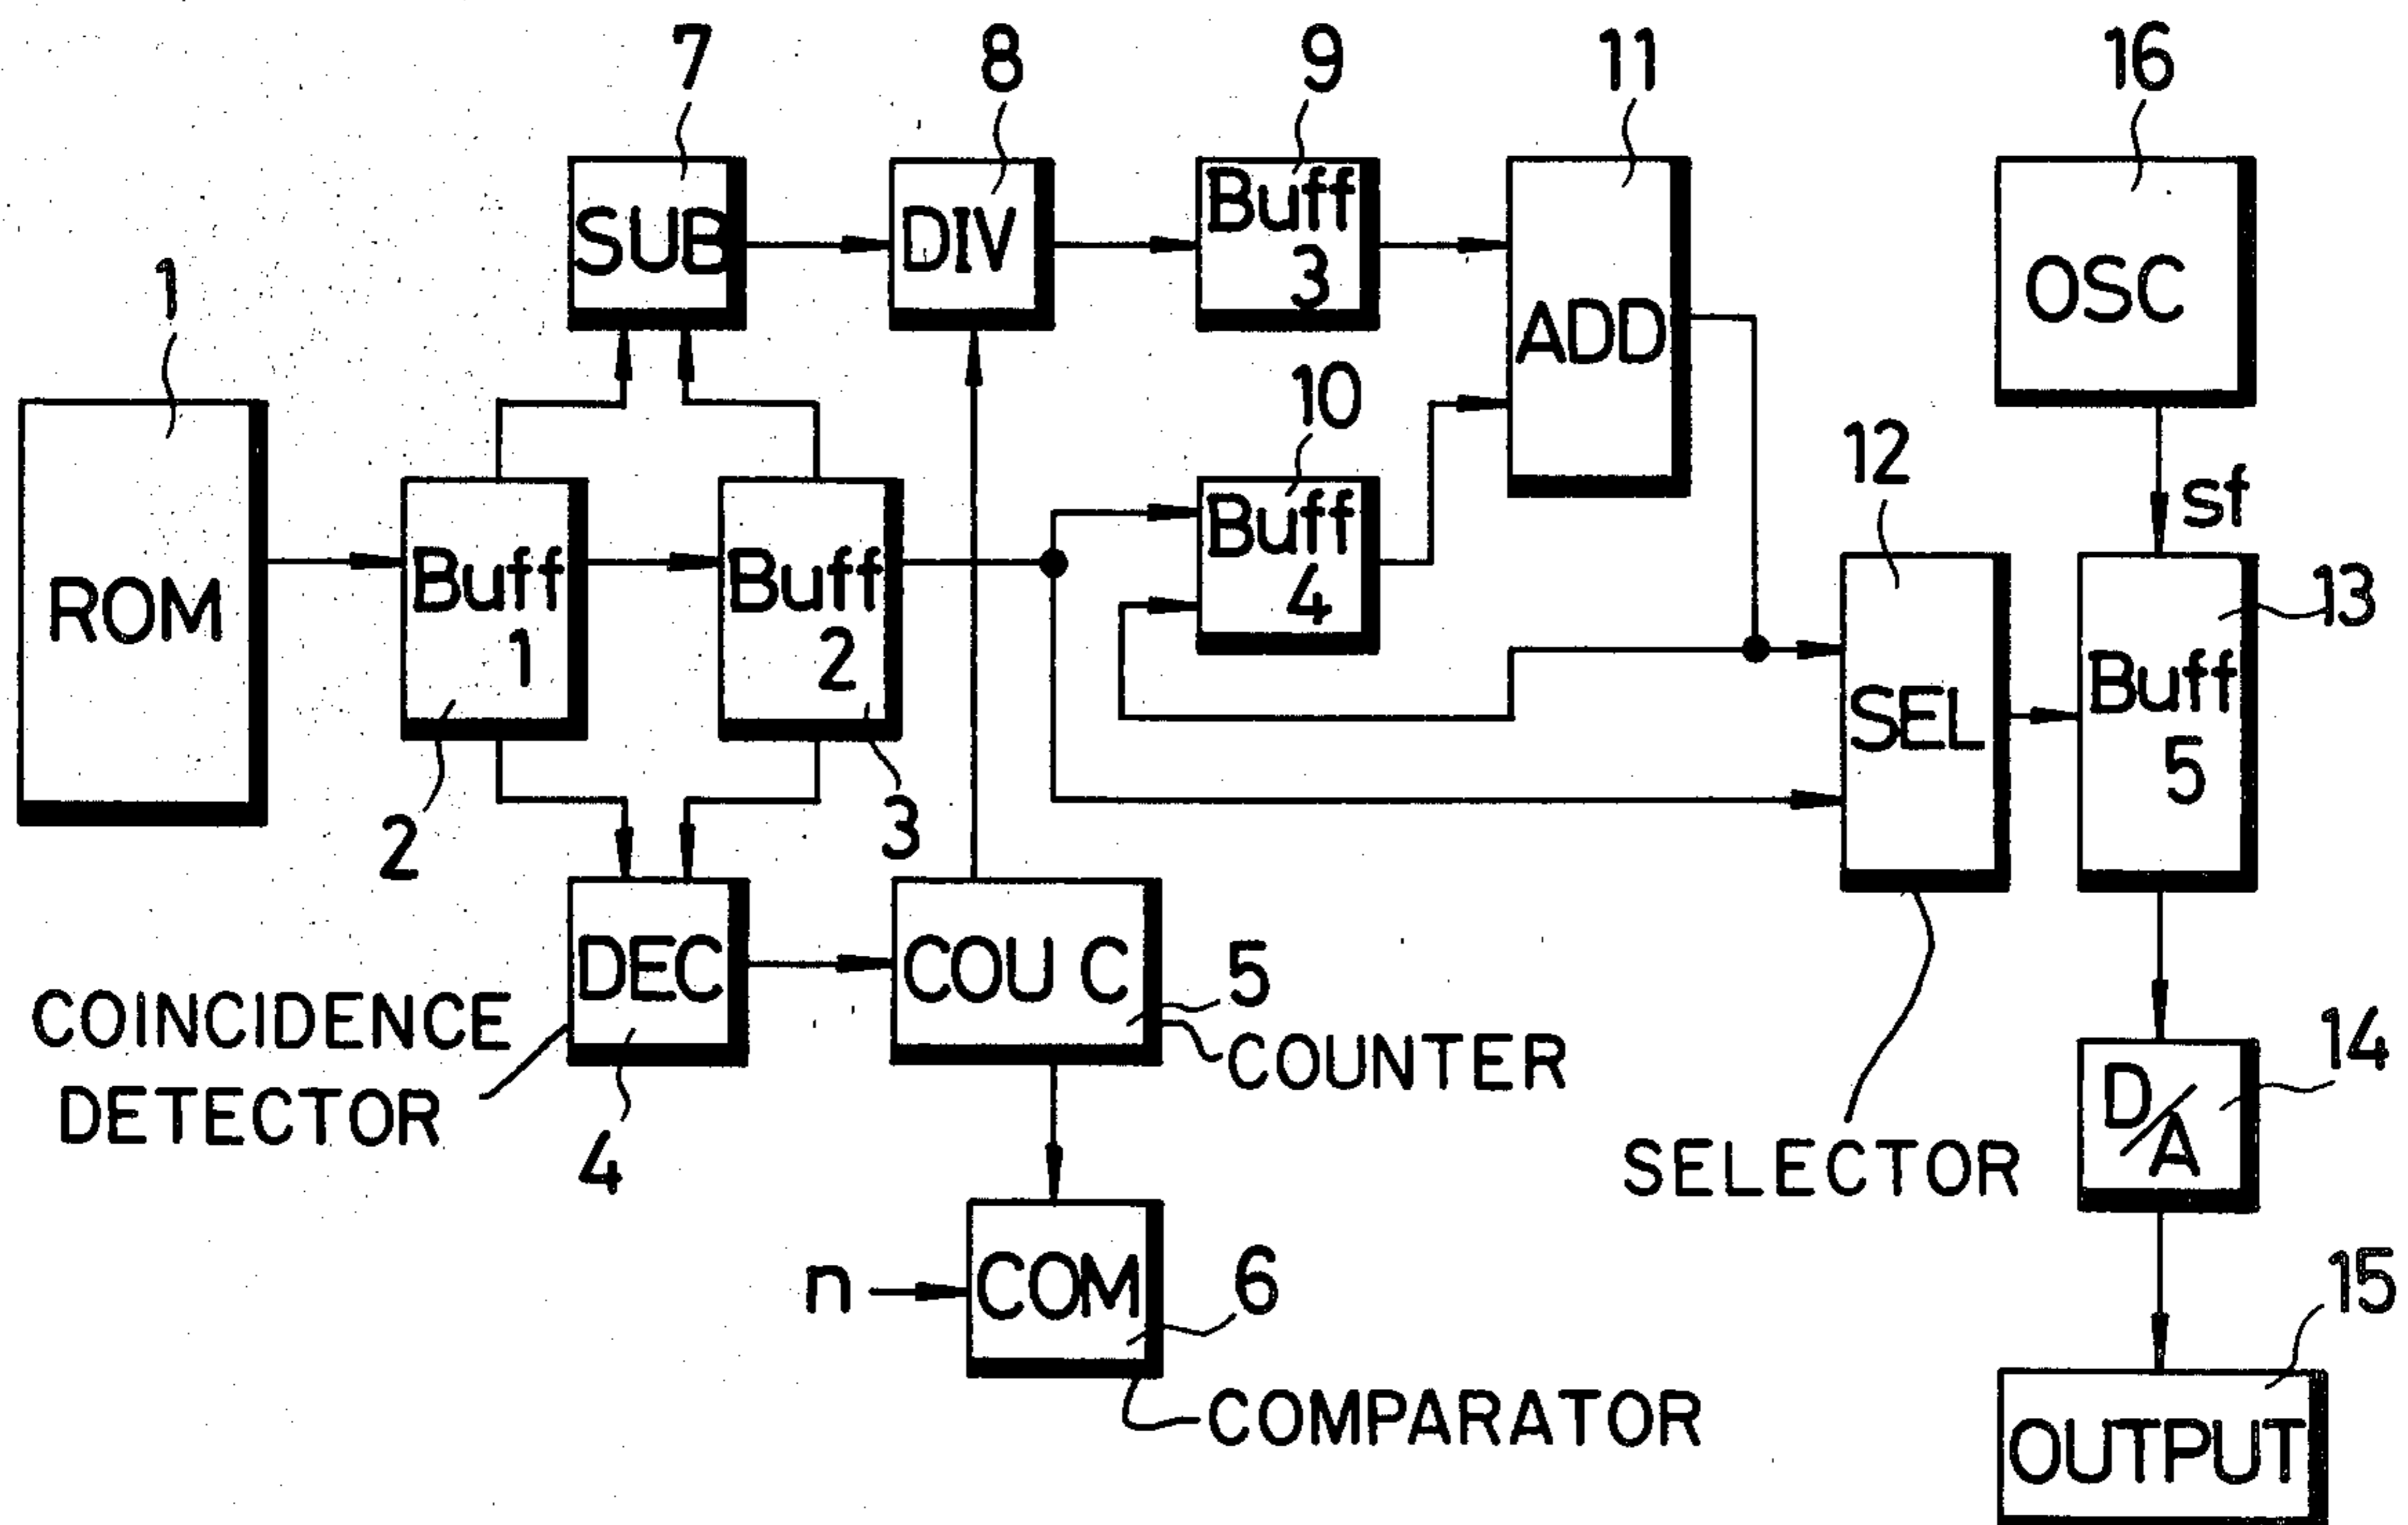 7
8
9
11
16
1
SUB
DIV
Buff
3
ADD
OSC
10
12
sf
ROM
Buff
1
Buff
2
Buff
4
13
SEL
Buff
5
2
3
DEC
COU C
5
COINCIDENCE
DETECTOR
COUNTER
4
SELECTOR
D/A
14
n
COM
6
15
COMPARATOR
OUTPUT